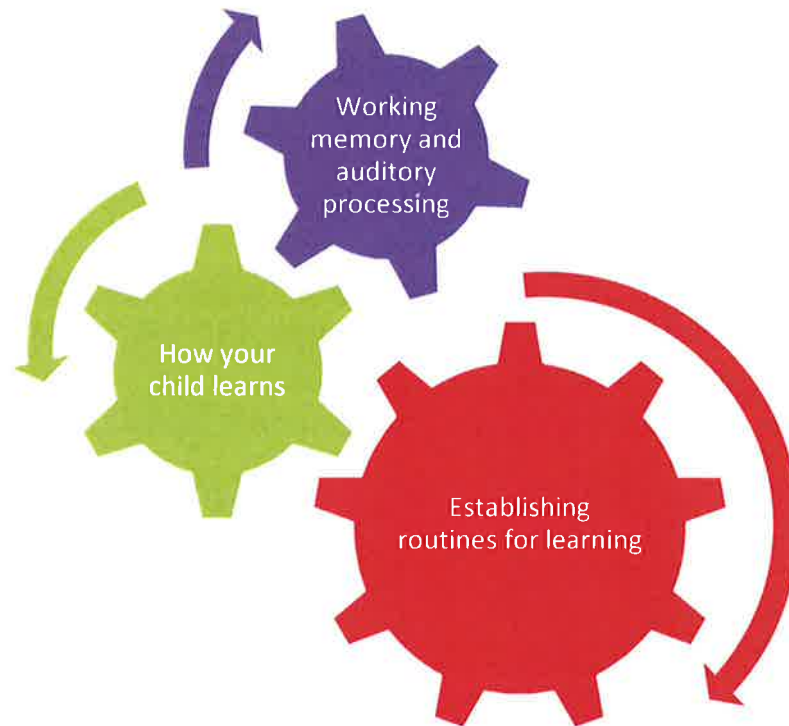 Working
memory and
auditory
processing
How your
child learns
Establishing
routines for learning